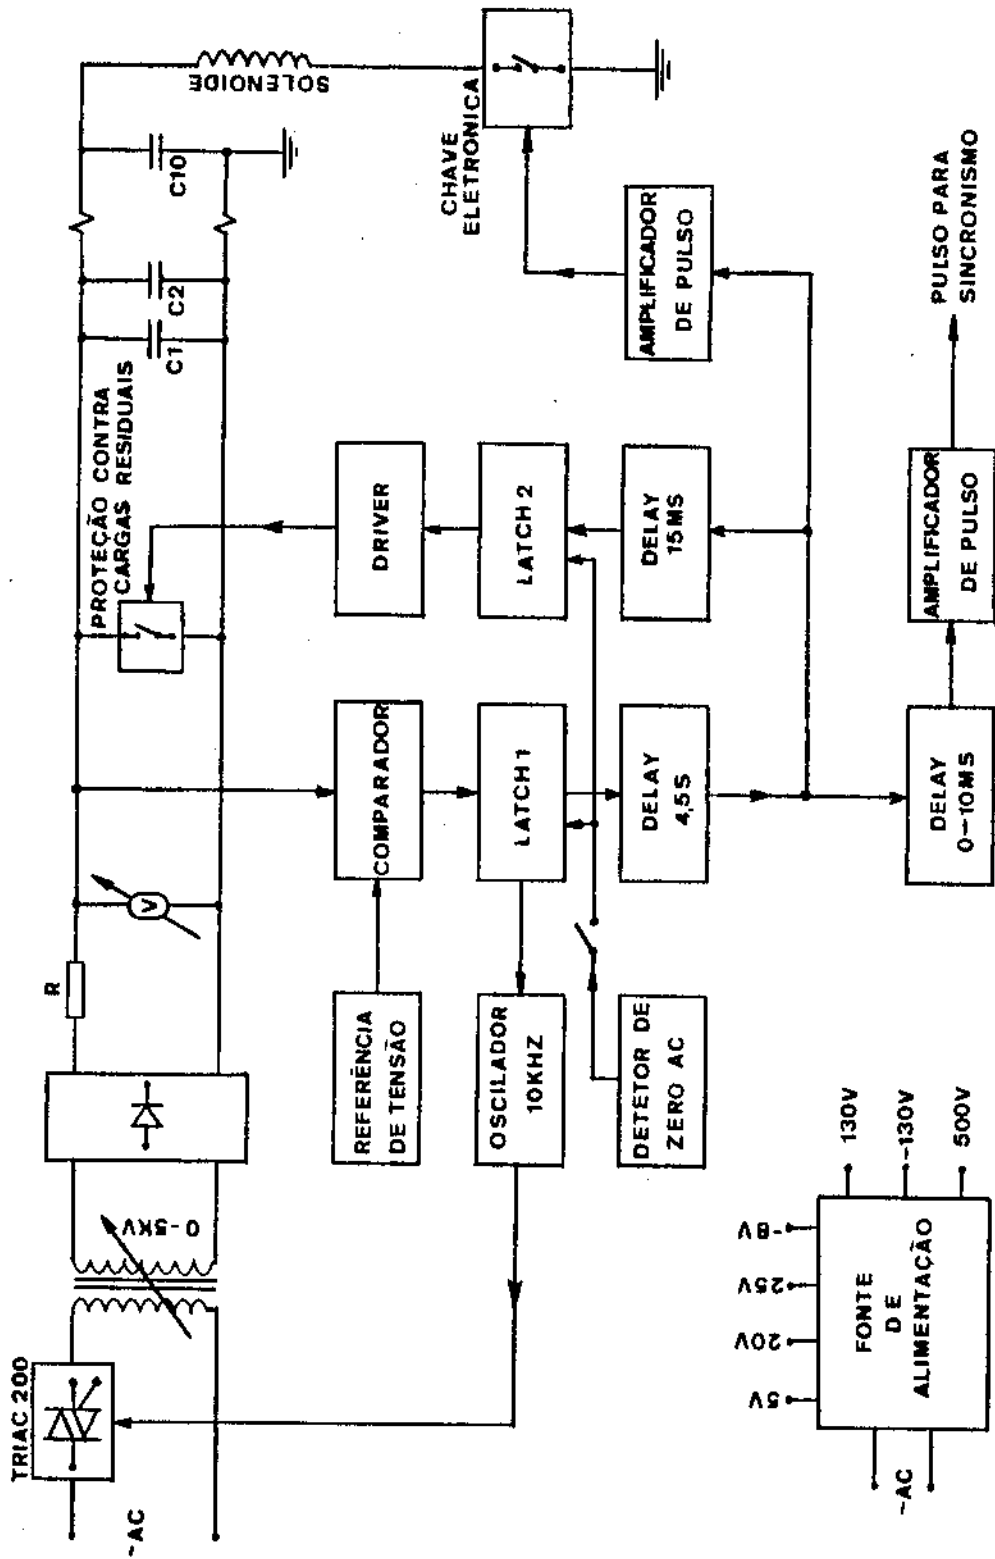 TRIAC 200
~AC
0-5KV
R
V
PROTEÇÃO CONTRA
CARGAS RESIDUAIS
C1
C2
C10
SOLENOIDE
REFERÊNCIA
DE TENSÃO
COMPARADOR
DRIVER
CHAVE
ELETRONICA
OSCILADOR
10KHZ
LATCH 1
LATCH 2
DETETOR DE
ZERO AC
DELAY
4,5S
DELAY
15MS
AMPLIFICADOR
DE PULSO
DELAY
0-10MS
AMPLIFICADOR
DE PULSO
PULSO PARA
SINCRONISMO
5V
20V
25V
-8V
FONTE
DE
ALIMENTAÇÃO
130V
-130V
500V
~AC